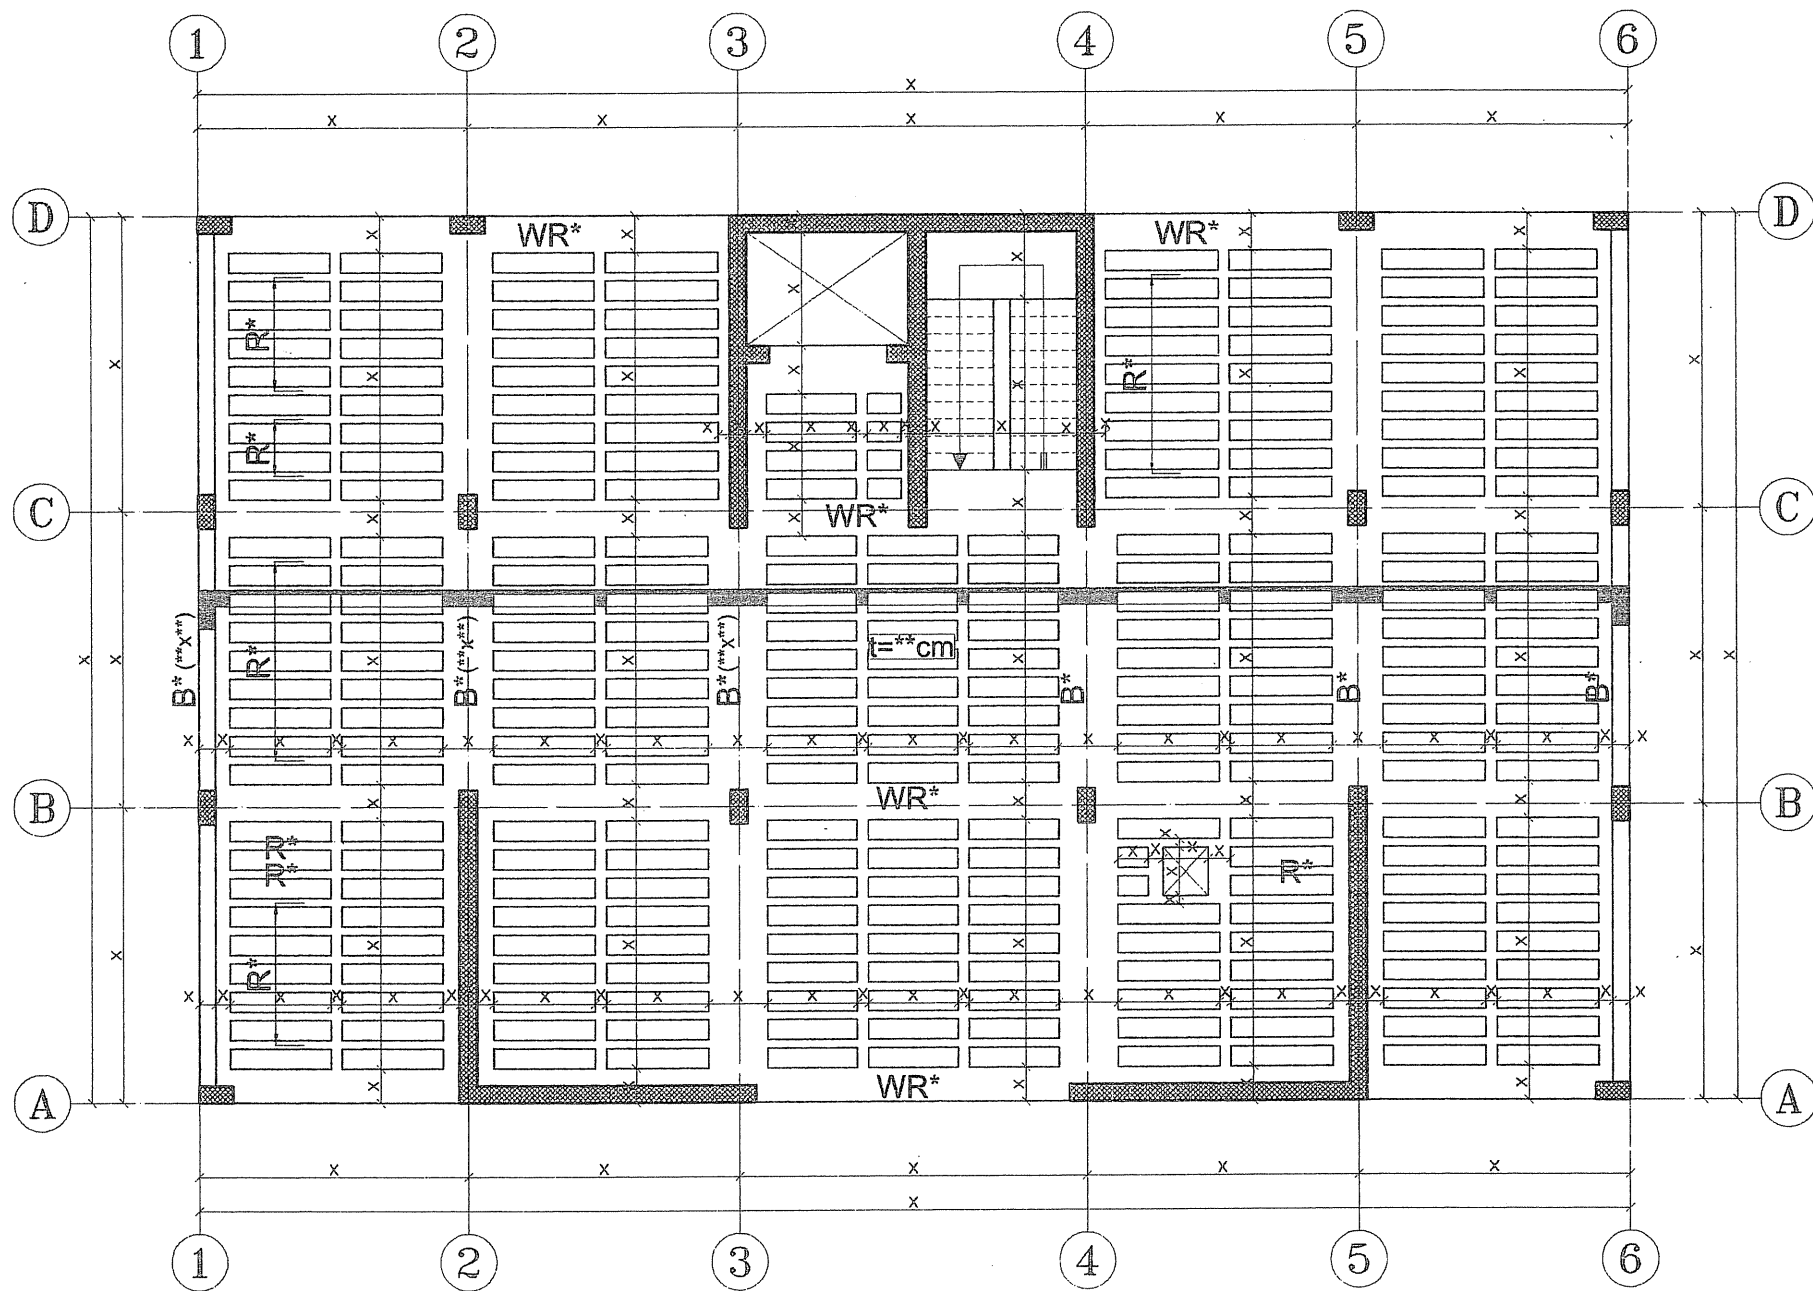 1 2 3 4 5 6
x
x x x x x
D WR* WR* D
x x x x x x
R* x x x
x x R* x x x x
R*
x x x x x x x x x x x
C x x WR* x x x C
B*(**x**) B*(**x**) B*(**x**) t=**cm B* B* B*
x x R* x x x x x x x
x x x x x x x x x x x x x x x x x x x x x x x x
B x x WR* x x x B
R* x x x x x
R* x x R*
x x x x x x x
R*
x x x x x x x x x x x x x x x x x x x x x x x x x x
A x x WR* x x x A
x x x x x
x
1 2 3 4 5 6